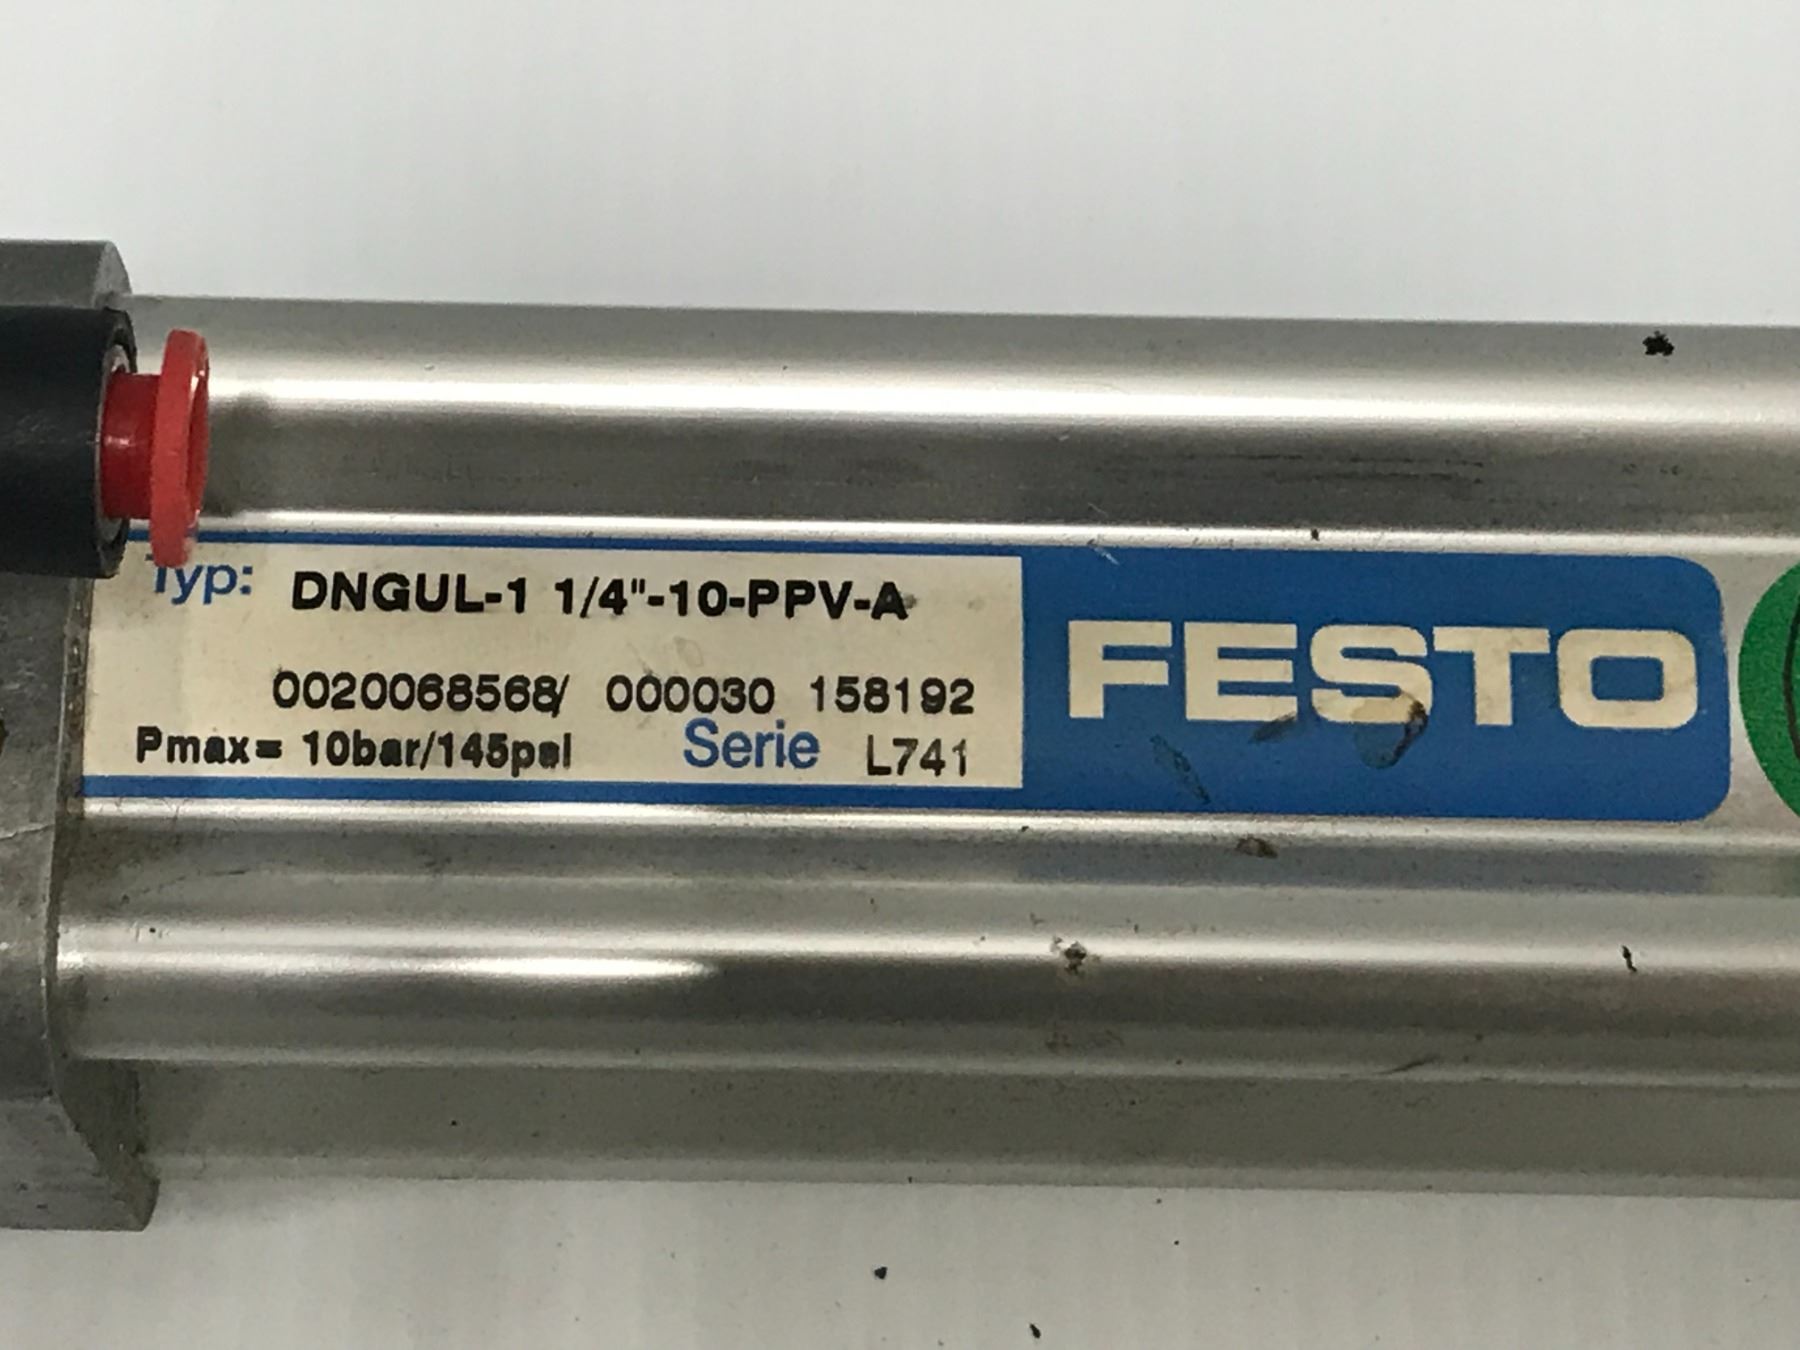 Typ: DNGUL-1 1/4"-10-PPV-A
0020068568/ 000030 158192
Pmax= 10bar/145psi Serie L741
FESTO